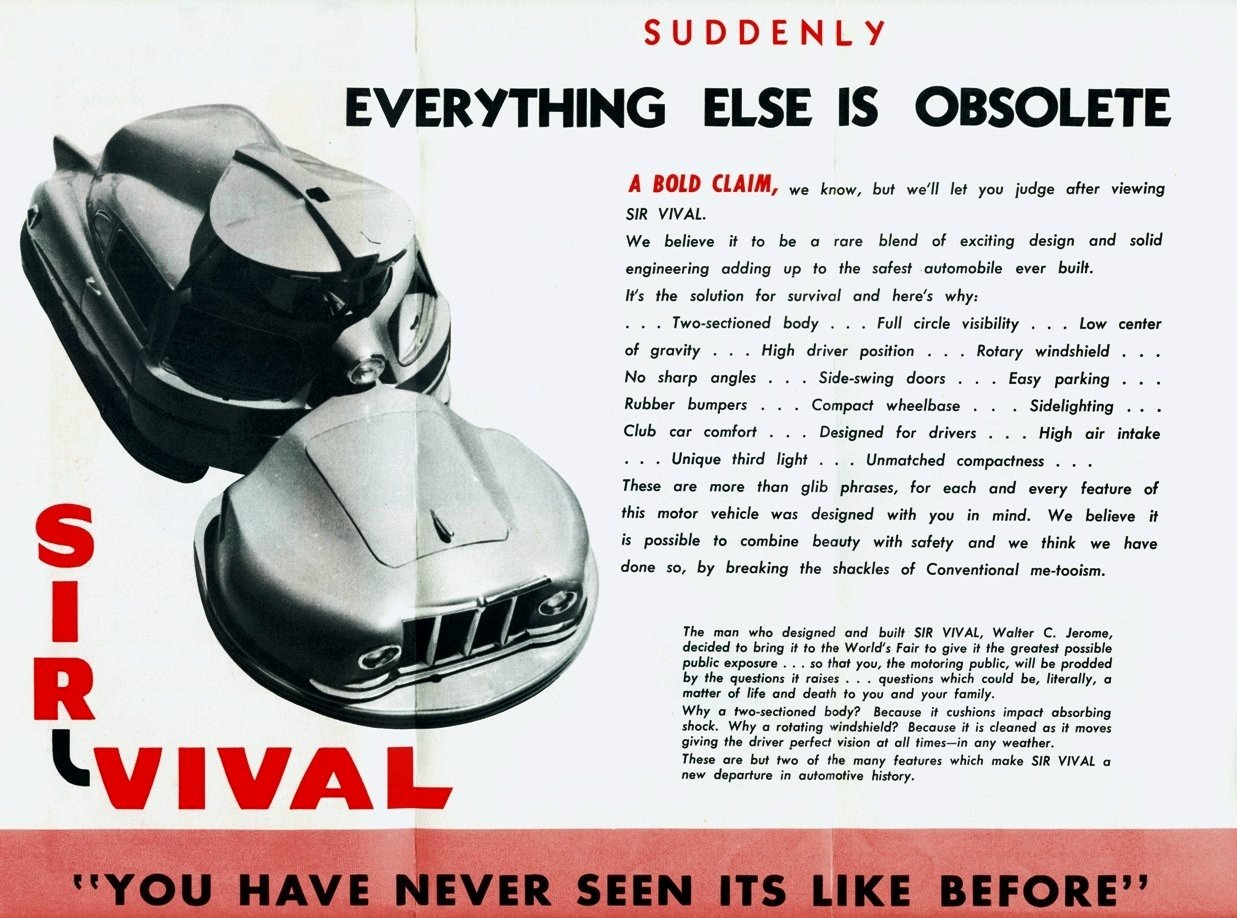 SUDDENLY
EVERYTHING ELSE IS OBSOLETE
A BOLD CLAIM, we know, but we'll let you judge after viewing
SIR VIVAL.
We believe it to be a rare blend of exciting design and solid
engineering adding up to the safest automobile ever built.
It's the solution for survival and here's why:
. . . Two-sectioned body . . . Full circle visibility . . . Low center
of gravity . . . High driver position . . . Rotary windshield . . .
No sharp angles . . . Side-swing doors . . . Easy parking . . .
Rubber bumpers . . . Compact wheelbase . . . Sidelighting . . .
Club car comfort . . . Designed for drivers . . . High air intake
. . . Unique third light . . . Unmatched compactness . . .
These are more than glib phrases, for each and every feature of
this motor vehicle was designed with you in mind. We believe it
is possible to combine beauty with safety and we think we have
done so, by breaking the shackles of Conventional me-tooism.
The man who designed and built SIR VIVAL, Walter C. Jerome,
decided to bring it to the World's Fair to give it the greatest possible
public exposure . . . so that you, the motoring public, will be prodded
by the questions it raises . . . questions which could be, literally, a
matter of life and death to you and your family.
Why a two-sectioned body? Because it cushions impact absorbing
shock. Why a rotating windshield? Because it is cleaned as it moves
giving the driver perfect vision at all times—in any weather.
These are but two of the many features which make SIR VIVAL a
new departure in automotive history.
SIR
VIVAL
"YOU HAVE NEVER SEEN ITS LIKE BEFORE"